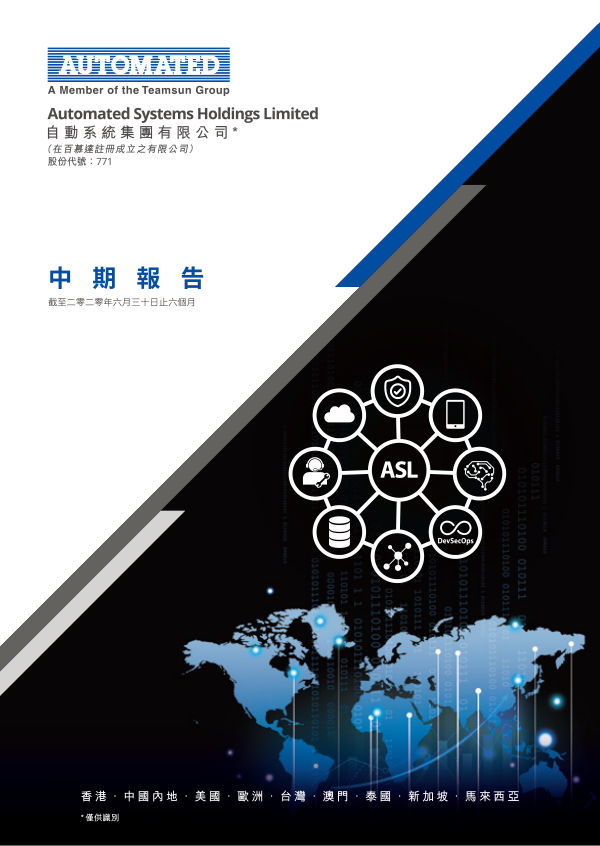 AUTOMATED
A Member of the Teamsun Group
Automated Systems Holdings Limited
自動系統集團有限公司*
(在百慕達註冊成立之有限公司)
股份代號：771
中期報告
截至二零二零年六月三十日止六個月
ASL
DevSecOps
香港．中國內地．美國．歐洲．台灣．澳門．泰國．新加坡．馬來西亞
* 僅供識別